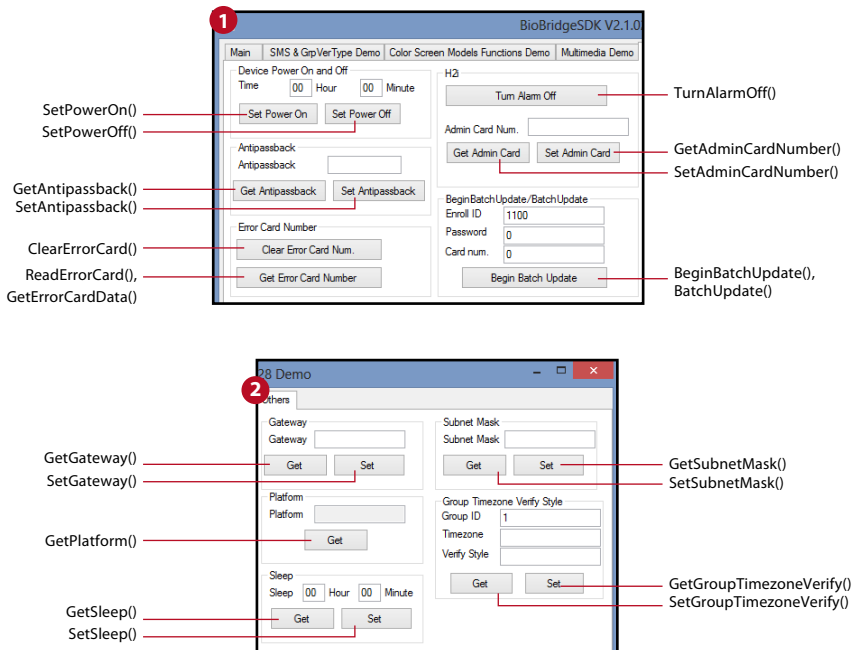 1
BioBridgeSDK V2.1.0
Main SMS & GrpVerType Demo Color Screen Models Functions Demo Multimedia Demo
Device Power On and Off
Time 00 Hour 00 Minute
Set Power On Set Power Off
SetPowerOn()
SetPowerOff()
Antipassback
Antipassback
Get Antipassback Set Antipassback
GetAntipassback()
SetAntipassback()
Error Card Number
Clear Error Card Num.
ClearErrorCard()
Get Error Card Number
ReadErrorCard(),
GetErrorCardData()
H2i
Turn Alarm Off
TurnAlarmOff()
Admin Card Num.
Get Admin Card Set Admin Card
GetAdminCardNumber()
SetAdminCardNumber()
BeginBatchUpdate/BatchUpdate
Enroll ID 1100
Password 0
Card num. 0
Begin Batch Update
BeginBatchUpdate(),
BatchUpdate()
2
28 Demo
Others
Gateway
Gateway
Get Set
GetGateway()
SetGateway()
Platform
Platform
Get
GetPlatform()
Sleep
Sleep 00 Hour 00 Minute
Get Set
GetSleep()
SetSleep()
Subnet Mask
Subnet Mask
Get Set
GetSubnetMask()
SetSubnetMask()
Group Timezone Verify Style
Group ID 1
Timezone
Verify Style
Get Set
GetGroupTimezoneVerify()
SetGroupTimezoneVerify()